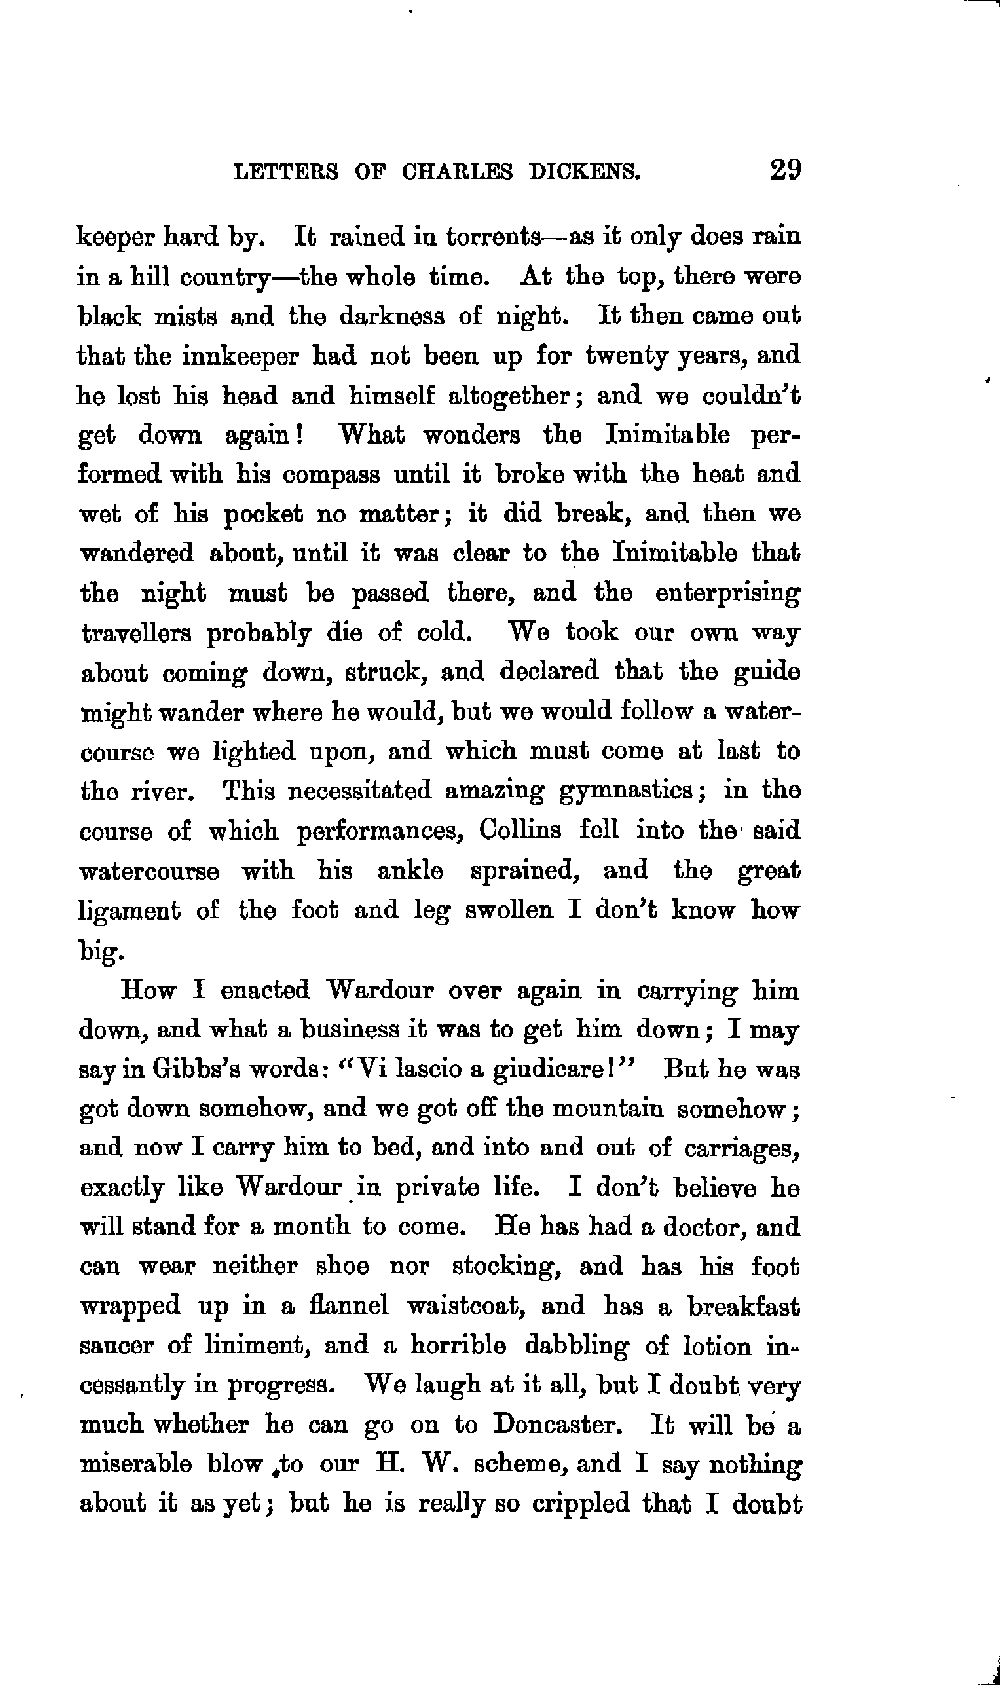 LETTERS OF CHARLES DICKENS. 29
keeper hard by. It rained in torrents—as it only does rain
in a hill country—the whole time. At the top, there were
black mists and the darkness of night. It then came out
that the innkeeper had not been up for twenty years, and
he lost his head and himself altogether; and we couldn't
get down again! What wonders the Inimitable per-
formed with his compass until it broke with the heat and
wet of his pocket no matter; it did break, and then we
wandered about, until it was clear to the Inimitable that
the night must be passed there, and the enterprising
travellers probably die of cold. We took our own way
about coming down, struck, and declared that the guide
might wander where he would, but we would follow a water-
course we lighted upon, and which must come at last to
the river. This necessitated amazing gymnastics; in the
course of which performances, Collins fell into the said
watercourse with his ankle sprained, and the great
ligament of the foot and leg swollen I don't know how
big.
How I enacted Wardour over again in carrying him
down, and what a business it was to get him down; I may
say in Gibbs's words: "Vi lascio a giudicare!" But he was
got down somehow, and we got off the mountain somehow;
and now I carry him to bed, and into and out of carriages,
exactly like Wardour in private life. I don't believe he
will stand for a month to come. He has had a doctor, and
can wear neither shoe nor stocking, and has his foot
wrapped up in a flannel waistcoat, and has a breakfast
saucer of liniment, and a horrible dabbling of lotion in-
cessantly in progress. We laugh at it all, but I doubt very
much whether he can go on to Doncaster. It will be a
miserable blow to our H. W. scheme, and I say nothing
about it as yet; but he is really so crippled that I doubt